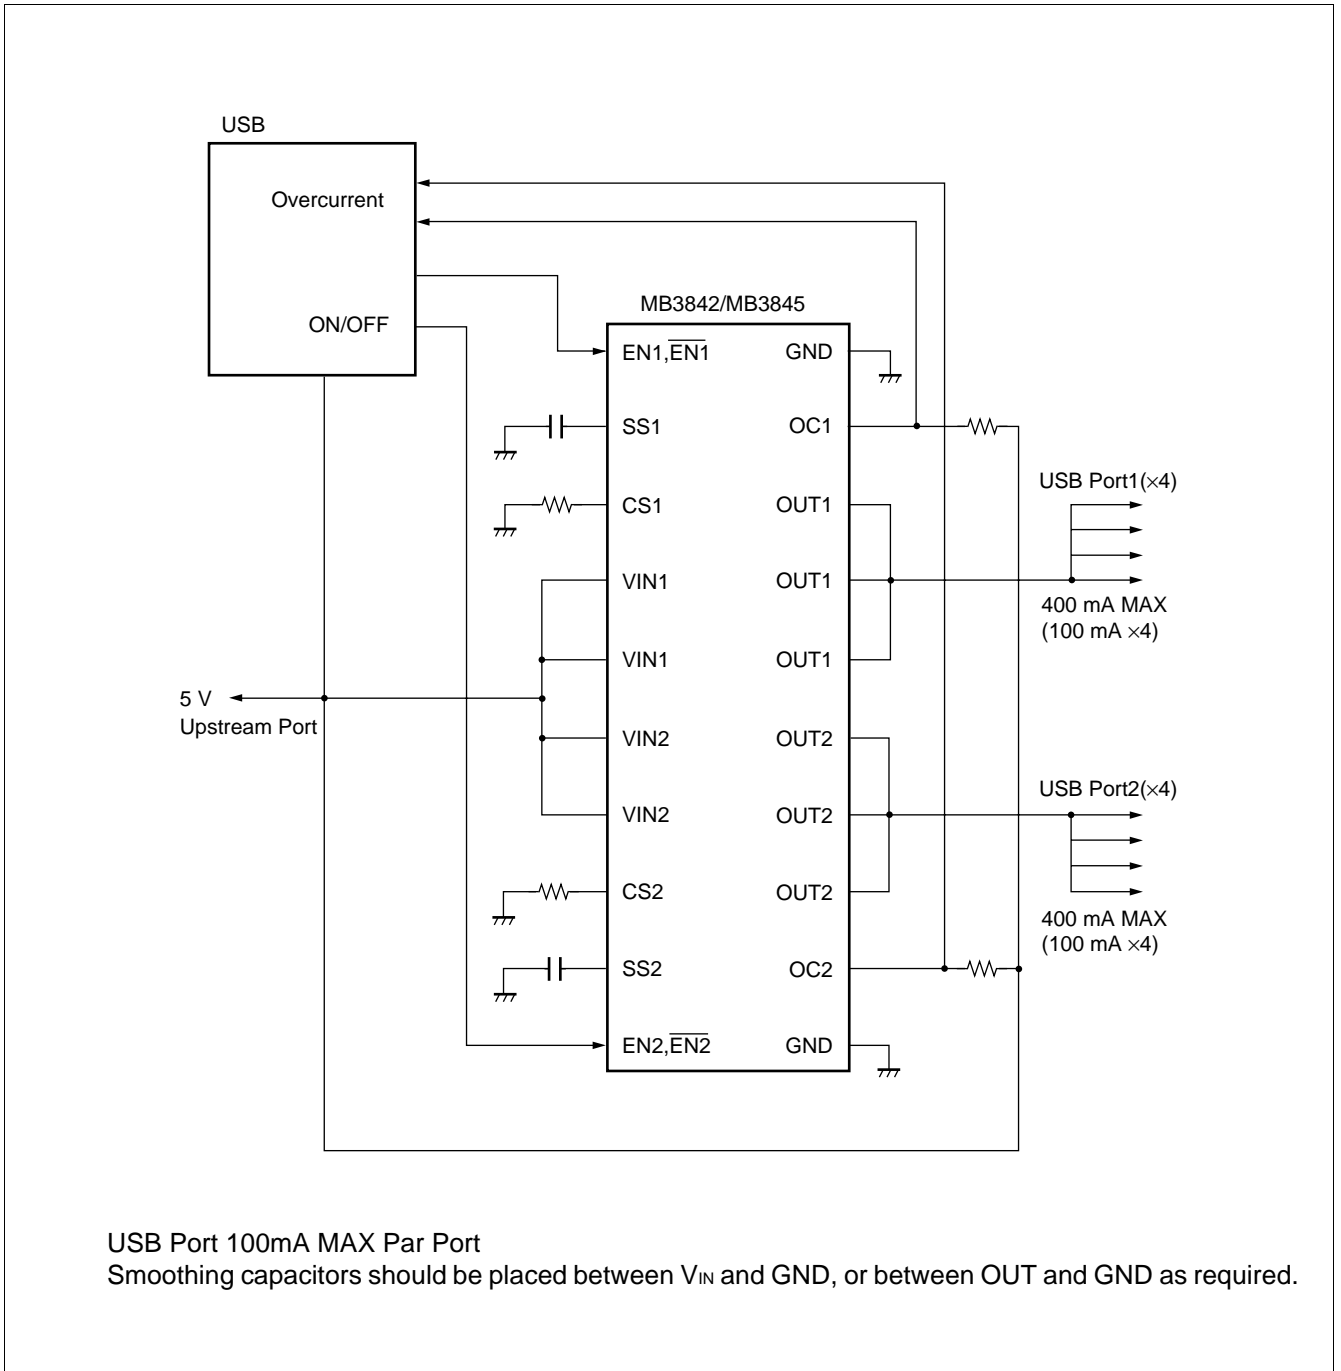 USB
Overcurrent
ON/OFF
MB3842/MB3845
EN1,E̅N̅1̅
GND
SS1
OC1
CS1
OUT1
VIN1
OUT1
VIN1
OUT1
VIN2
OUT2
VIN2
OUT2
CS2
OUT2
SS2
OC2
EN2,E̅N̅2̅
GND
5 V
Upstream Port
USB Port1(×4)
400 mA MAX
(100 mA ×4)
USB Port2(×4)
400 mA MAX
(100 mA ×4)
USB Port 100mA MAX Par Port
Smoothing capacitors should be placed between VIN and GND, or between OUT and GND as required.